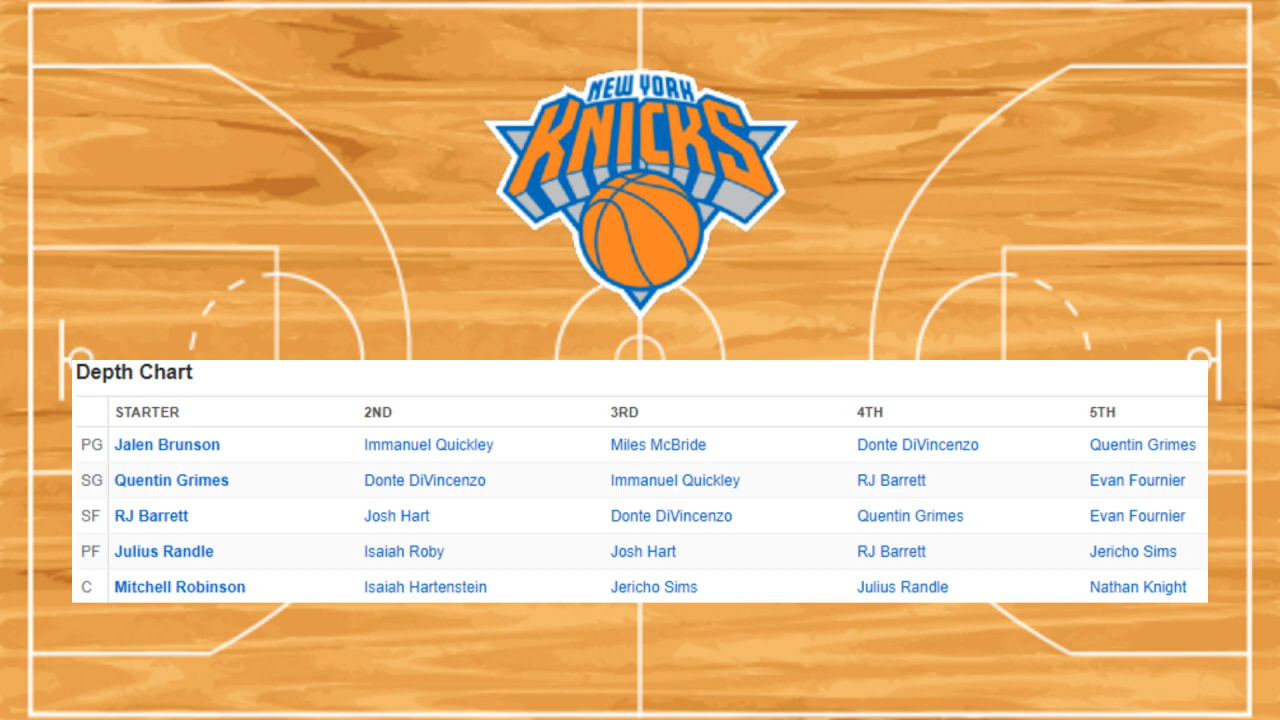 NEW YORK
KNICKS
Depth Chart
STARTER 2ND 3RD 4TH 5TH
PG Jalen Brunson Immanuel Quickley Miles McBride Donte DiVincenzo Quentin Grimes
SG Quentin Grimes Donte DiVincenzo Immanuel Quickley RJ Barrett Evan Fournier
SF RJ Barrett Josh Hart Donte DiVincenzo Quentin Grimes Evan Fournier
PF Julius Randle Isaiah Roby Josh Hart RJ Barrett Jericho Sims
C Mitchell Robinson Isaiah Hartenstein Jericho Sims Julius Randle Nathan Knight